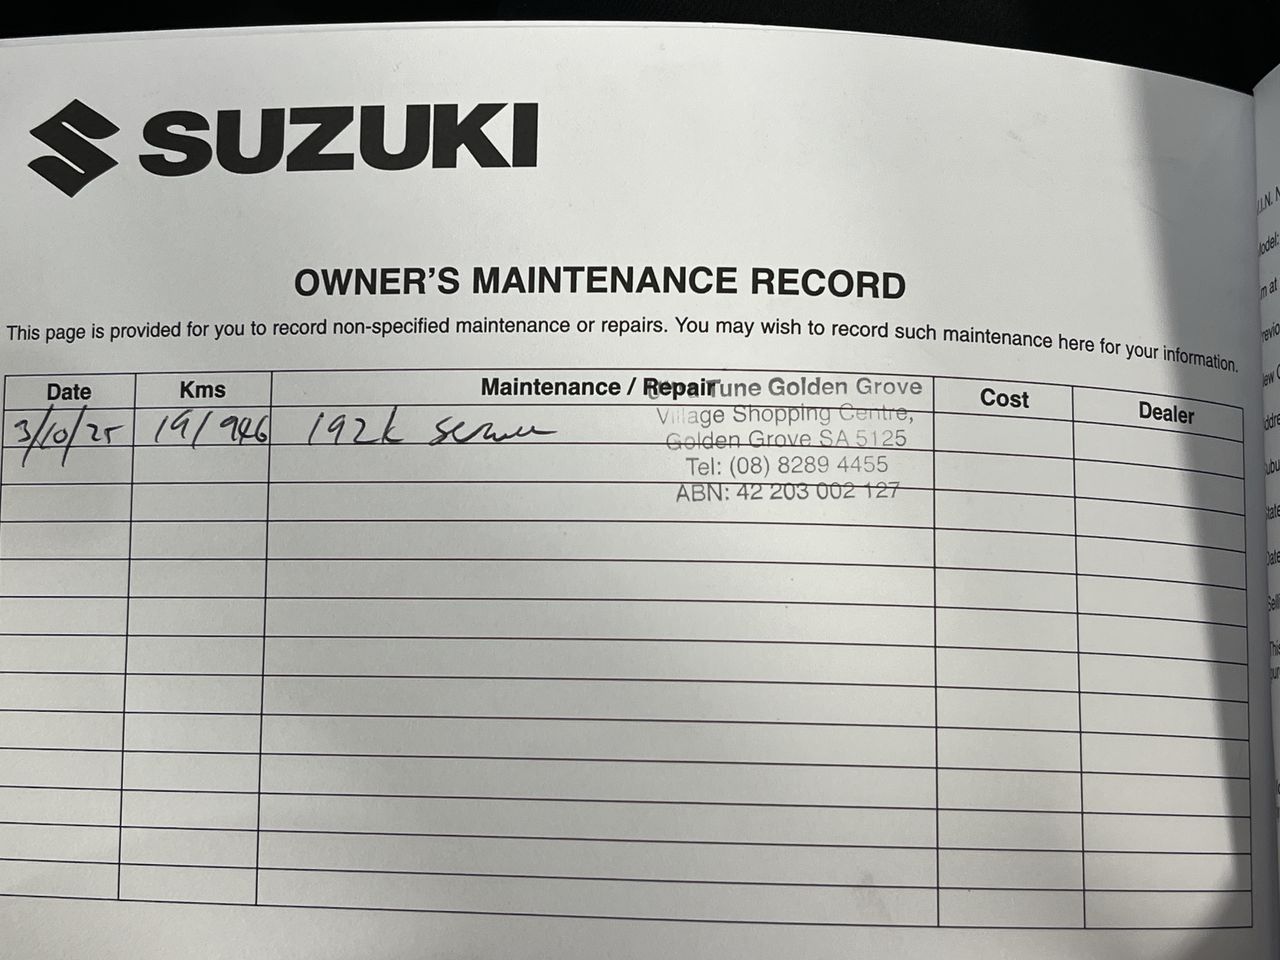 SUZUKI
OWNER'S MAINTENANCE RECORD
This page is provided for you to record non-specified maintenance or repairs. You may wish to record such maintenance here for your information.
Date Kms Maintenance / Repair Cost Dealer
3/10/25 191946 192k service
Tune Golden Grove
Village Shopping Centre,
Golden Grove SA 5125
Tel: (08) 8289 4455
ABN: 42 203 002 127